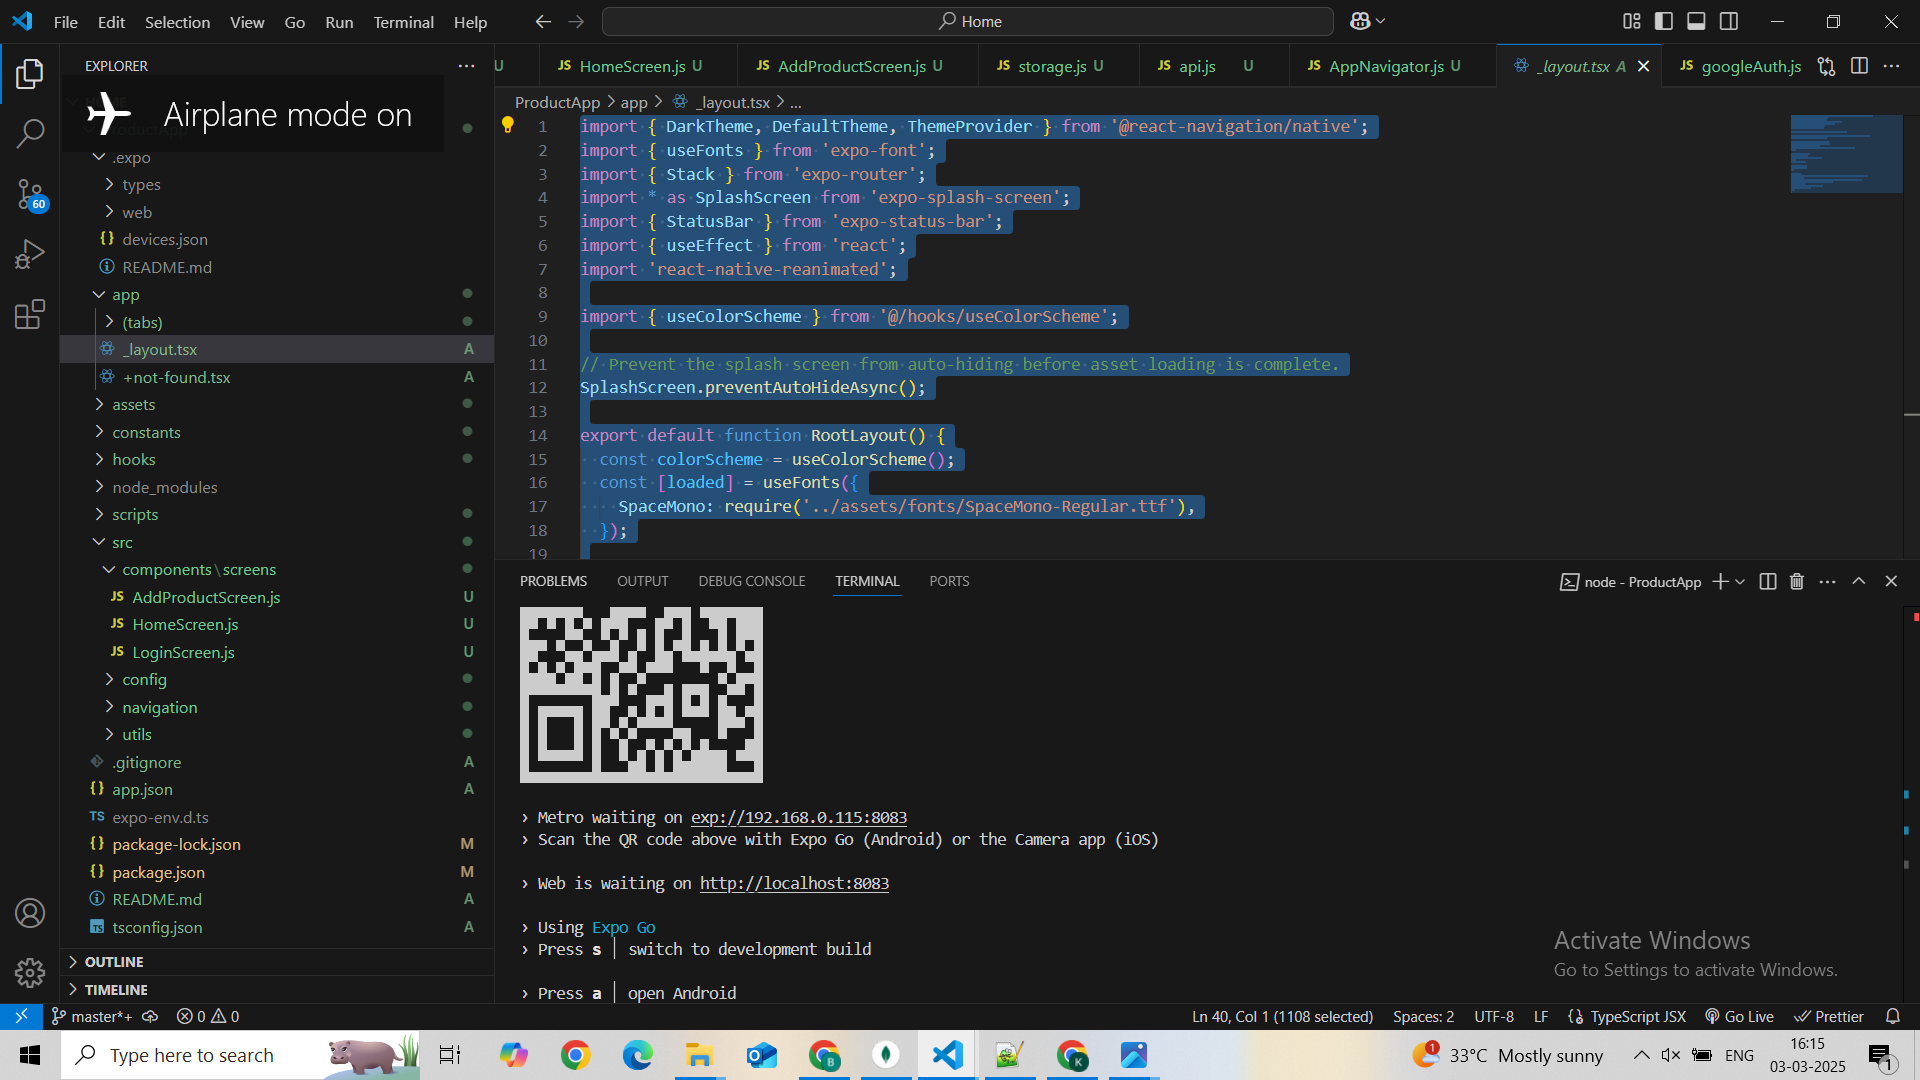 File Edit Selection View Go Run Terminal Help
Home
EXPLORER
U
JS HomeScreen.js U
JS AddProductScreen.js U
JS storage.js U
JS api.js U
JS AppNavigator.js U
_layout.tsx A
JS googleAuth.js
Airplane mode on
ProductApp > app > _layout.tsx > ...
.expo
types
web
{} devices.json
README.md
app
(tabs)
_layout.tsx A
+not-found.tsx A
assets
constants
hooks
node_modules
scripts
src
components\screens
JS AddProductScreen.js U
JS HomeScreen.js U
JS LoginScreen.js U
config
navigation
utils
.gitignore A
{} app.json A
TS expo-env.d.ts
{} package-lock.json M
{} package.json M
README.md A
TS tsconfig.json A
OUTLINE
TIMELINE
60
1 import { DarkTheme, DefaultTheme, ThemeProvider } from '@react-navigation/native';
2 import { useFonts } from 'expo-font';
3 import { Stack } from 'expo-router';
4 import * as SplashScreen from 'expo-splash-screen';
5 import { StatusBar } from 'expo-status-bar';
6 import { useEffect } from 'react';
7 import 'react-native-reanimated';
8
9 import { useColorScheme } from '@/hooks/useColorScheme';
10
11 // Prevent the splash screen from auto-hiding before asset loading is complete.
12 SplashScreen.preventAutoHideAsync();
13
14 export default function RootLayout() {
15 const colorScheme = useColorScheme();
16 const [loaded] = useFonts({
17 SpaceMono: require('../assets/fonts/SpaceMono-Regular.ttf'),
18 });
19
PROBLEMS OUTPUT DEBUG CONSOLE TERMINAL PORTS
node - ProductApp
› Metro waiting on exp://192.168.0.115:8083
› Scan the QR code above with Expo Go (Android) or the Camera app (iOS)
› Web is waiting on http://localhost:8083
› Using Expo Go
› Press s │ switch to development build
› Press a │ open Android
Activate Windows
Go to Settings to activate Windows.
master*+ 0 0
Ln 40, Col 1 (1108 selected) Spaces: 2 UTF-8 LF {} TypeScript JSX Go Live Prettier
Type here to search
B
K
1
33°C Mostly sunny
ENG
16:15
03-03-2025
1